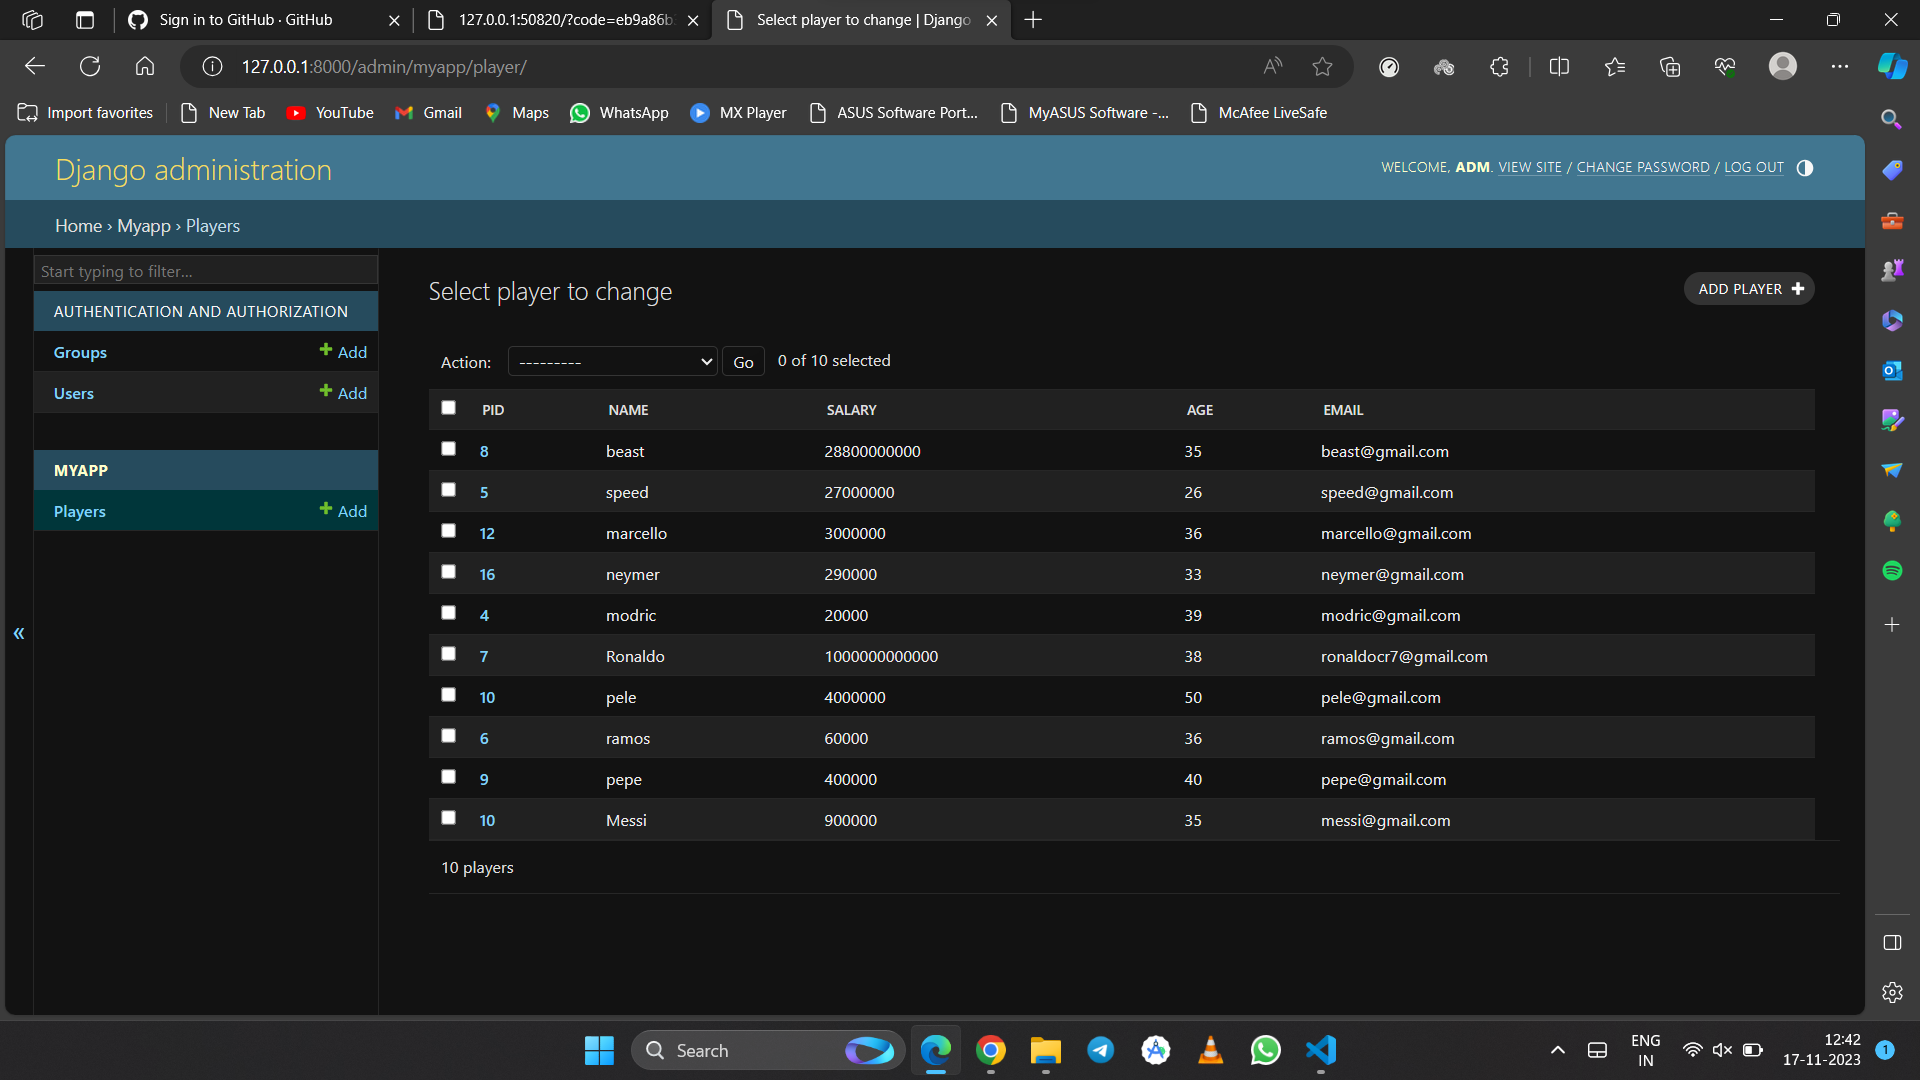 Sign in to GitHub · GitHub
127.0.0.1:50820/?code=eb9a86b
Select player to change | Django
127.0.0.1:8000/admin/myapp/player/
Import favorites
New Tab
YouTube
Gmail
Maps
WhatsApp
MX Player
ASUS Software Port...
MyASUS Software -...
McAfee LiveSafe
Django administration
WELCOME, ADM. VIEW SITE / CHANGE PASSWORD / LOG OUT
Home › Myapp › Players
Start typing to filter...
AUTHENTICATION AND AUTHORIZATION
Groups + Add
Users + Add
MYAPP
Players + Add
«
Select player to change
ADD PLAYER +
Action: --------- Go 0 of 10 selected
PID NAME SALARY AGE EMAIL
8 beast 28800000000 35 beast@gmail.com
5 speed 27000000 26 speed@gmail.com
12 marcello 3000000 36 marcello@gmail.com
16 neymer 290000 33 neymer@gmail.com
4 modric 20000 39 modric@gmail.com
7 Ronaldo 1000000000000 38 ronaldocr7@gmail.com
10 pele 4000000 50 pele@gmail.com
6 ramos 60000 36 ramos@gmail.com
9 pepe 400000 40 pepe@gmail.com
10 Messi 900000 35 messi@gmail.com
10 players
Search
ENG
IN
12:42
17-11-2023
1